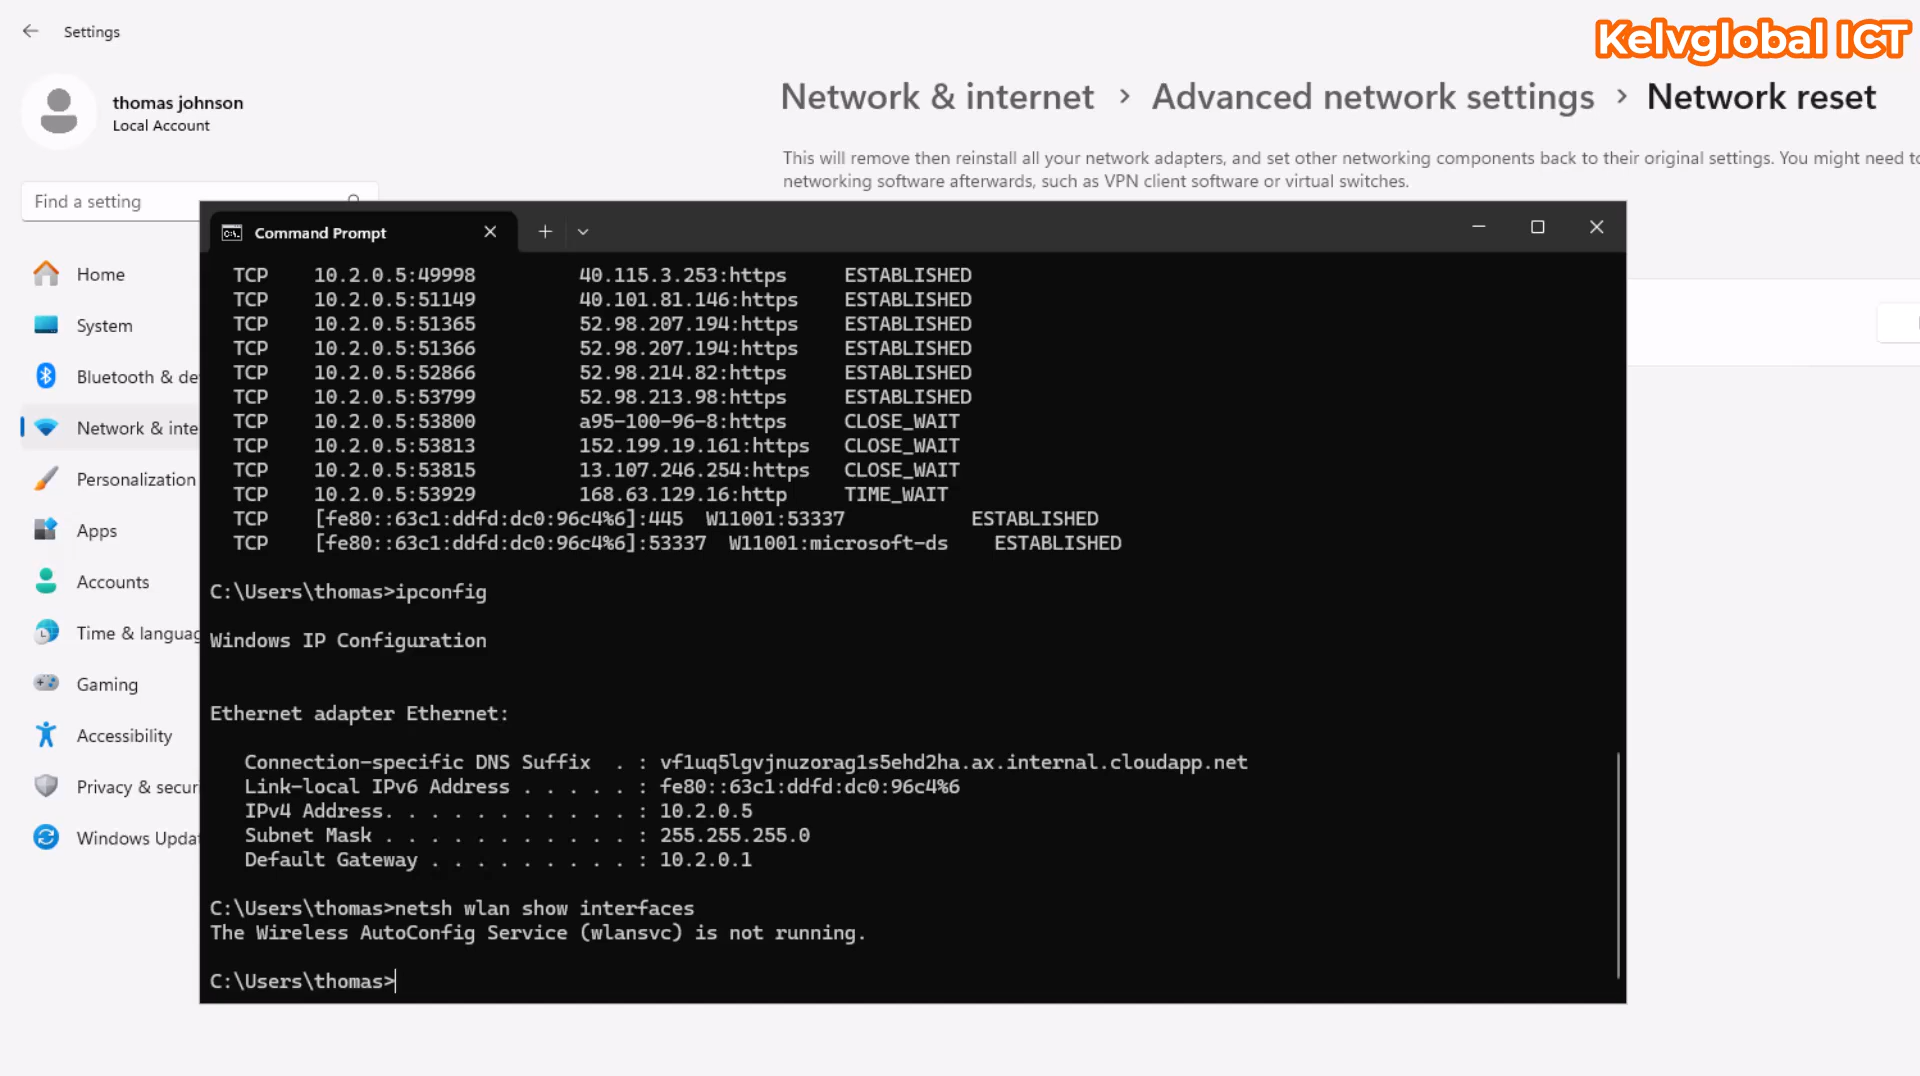 Settings
Kelvglobal ICT
thomas johnson
Local Account
Network & internet > Advanced network settings > Network reset
This will remove then reinstall all your network adapters, and set other networking components back to their original settings. You might need to
networking software afterwards, such as VPN client software or virtual switches.
Find a setting
Home
System
Bluetooth & de
Network & inte
Personalization
Apps
Accounts
Time & languag
Gaming
Accessibility
Privacy & secur
Windows Updat
Command Prompt
TCP 10.2.0.5:49998 40.115.3.253:https ESTABLISHED
TCP 10.2.0.5:51149 40.101.81.146:https ESTABLISHED
TCP 10.2.0.5:51365 52.98.207.194:https ESTABLISHED
TCP 10.2.0.5:51366 52.98.207.194:https ESTABLISHED
TCP 10.2.0.5:52866 52.98.214.82:https ESTABLISHED
TCP 10.2.0.5:53799 52.98.213.98:https ESTABLISHED
TCP 10.2.0.5:53800 a95-100-96-8:https CLOSE_WAIT
TCP 10.2.0.5:53813 152.199.19.161:https CLOSE_WAIT
TCP 10.2.0.5:53815 13.107.246.254:https CLOSE_WAIT
TCP 10.2.0.5:53929 168.63.129.16:http TIME_WAIT
TCP [fe80::63c1:ddfd:dc0:96c4%6]:445 W11001:53337 ESTABLISHED
TCP [fe80::63c1:ddfd:dc0:96c4%6]:53337 W11001:microsoft-ds ESTABLISHED
C:\Users\thomas>ipconfig
Windows IP Configuration
Ethernet adapter Ethernet:
Connection-specific DNS Suffix . : vf1uq5lgvjnuzorag1s5ehd2ha.ax.internal.cloudapp.net
Link-local IPv6 Address . . . . . : fe80::63c1:ddfd:dc0:96c4%6
IPv4 Address. . . . . . . . . . . : 10.2.0.5
Subnet Mask . . . . . . . . . . . : 255.255.255.0
Default Gateway . . . . . . . . . : 10.2.0.1
C:\Users\thomas>netsh wlan show interfaces
The Wireless AutoConfig Service (wlansvc) is not running.
C:\Users\thomas>